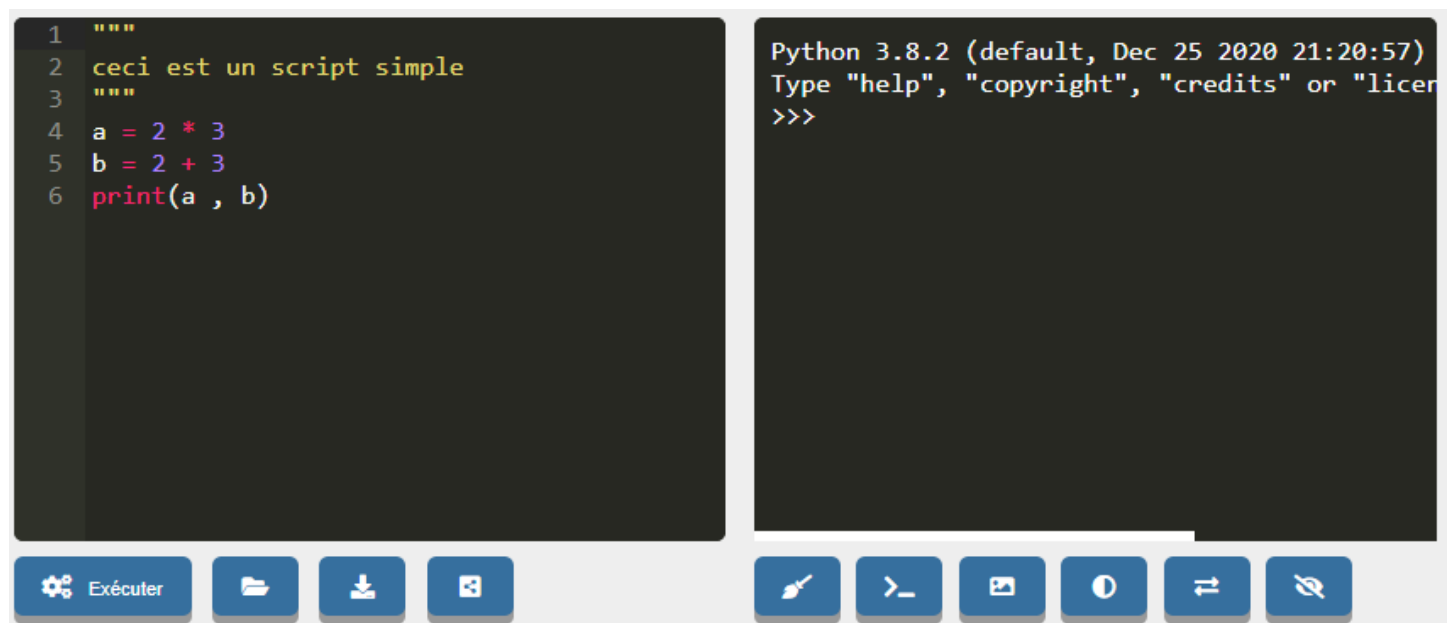 1 """
2 ceci est un script simple
3 """
4 a = 2 * 3
5 b = 2 + 3
6 print(a , b)
Exécuter
Python 3.8.2 (default, Dec 25 2020 21:20:57)
Type "help", "copyright", "credits" or "licen
>>>